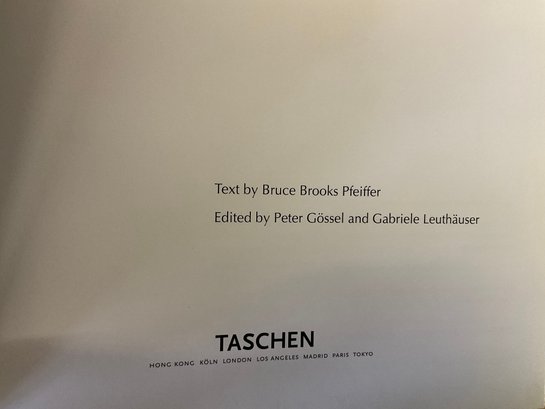 Text by Bruce Brooks Pfeiffer
Edited by Peter Gössel and Gabriele Leuthäuser
TASCHEN
HONG KONG KÖLN LONDON LOS ANGELES MADRID PARIS TOKYO